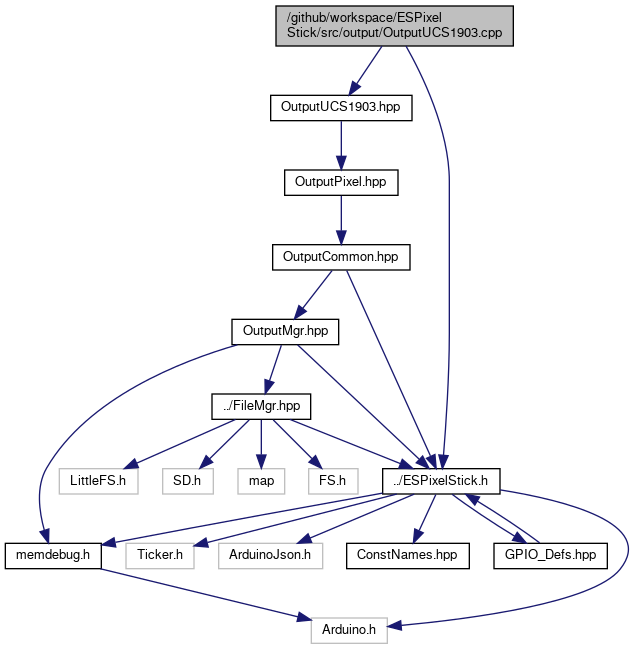 /github/workspace/ESPixel
Stick/src/output/OutputUCS1903.cpp
OutputUCS1903.hpp
OutputPixel.hpp
OutputCommon.hpp
OutputMgr.hpp
../FileMgr.hpp
LittleFS.h
SD.h
map
FS.h
../ESPixelStick.h
memdebug.h
Ticker.h
ArduinoJson.h
ConstNames.hpp
GPIO_Defs.hpp
Arduino.h